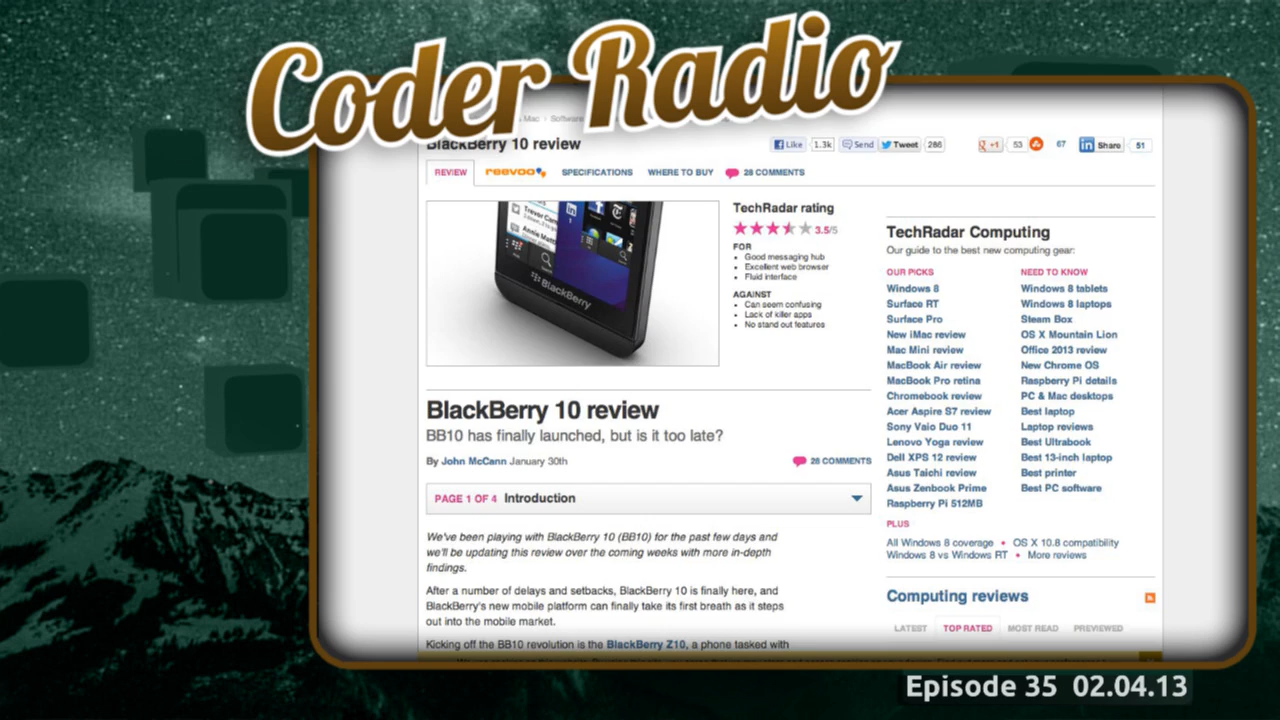 Coder Radio
Mac › Software
BlackBerry 10 review
Like 1.3k Send Tweet 286 +1 53 67 Share 51
REVIEW reevoo SPECIFICATIONS WHERE TO BUY 28 COMMENTS
TechRadar rating
3.5/5
FOR
• Good messaging hub
• Excellent web browser
• Fluid interface
AGAINST
• Can seem confusing
• Lack of killer apps
• No stand out features
BlackBerry
BlackBerry 10 review
BB10 has finally launched, but is it too late?
By John McCann January 30th
28 COMMENTS
PAGE 1 OF 4 Introduction
We've been playing with BlackBerry 10 (BB10) for the past few days and
we'll be updating this review over the coming weeks with more in-depth
findings.
After a number of delays and setbacks, BlackBerry 10 is finally here, and
BlackBerry's new mobile platform can finally take its first breath as it steps
out into the mobile market.
Kicking off the BB10 revolution is the BlackBerry Z10, a phone tasked with
TechRadar Computing
Our guide to the best new computing gear:
OUR PICKS
Windows 8
Surface RT
Surface Pro
New iMac review
Mac Mini review
MacBook Air review
MacBook Pro retina
Chromebook review
Acer Aspire S7 review
Sony Vaio Duo 11
Lenovo Yoga review
Dell XPS 12 review
Asus Taichi review
Asus Zenbook Prime
Raspberry Pi 512MB
NEED TO KNOW
Windows 8 tablets
Windows 8 laptops
Steam Box
OS X Mountain Lion
Office 2013 review
New Chrome OS
Raspberry Pi details
PC & Mac desktops
Best laptop
Laptop reviews
Best Ultrabook
Best 13-inch laptop
Best printer
Best PC software
PLUS
All Windows 8 coverage • OS X 10.8 compatibility
Windows 8 vs Windows RT • More reviews
Computing reviews
LATEST TOP RATED MOST READ PREVIEWED
Episode 35 02.04.13